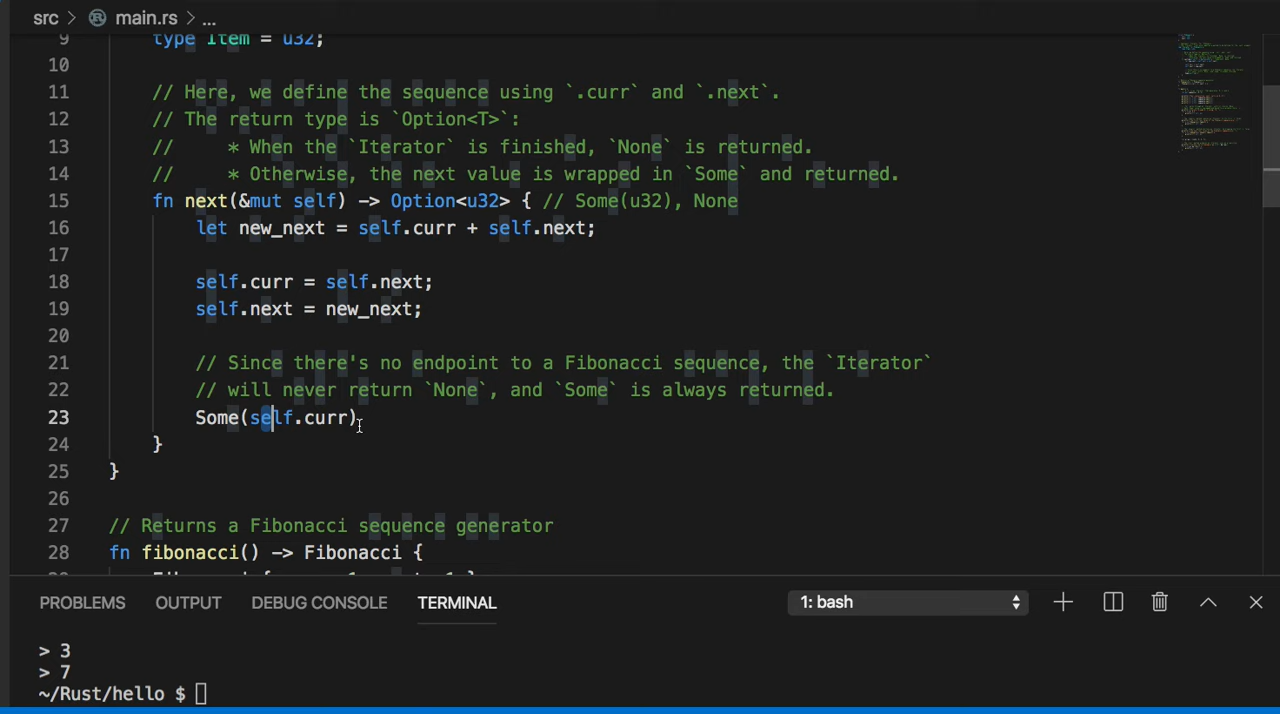 src > main.rs > ...
9 type Item = u32;
10
11 // Here, we define the sequence using `.curr` and `.next`.
12 // The return type is `Option<T>`:
13 //     * When the `Iterator` is finished, `None` is returned.
14 //     * Otherwise, the next value is wrapped in `Some` and returned.
15 fn next(&mut self) -> Option<u32> { // Some(u32), None
16 let new_next = self.curr + self.next;
17
18 self.curr = self.next;
19 self.next = new_next;
20
21 // Since there's no endpoint to a Fibonacci sequence, the `Iterator`
22 // will never return `None`, and `Some` is always returned.
23 Some(self.curr)
24 }
25 }
26
27 // Returns a Fibonacci sequence generator
28 fn fibonacci() -> Fibonacci {
PROBLEMS OUTPUT DEBUG CONSOLE TERMINAL 1: bash
> 3
> 7
~/Rust/hello $